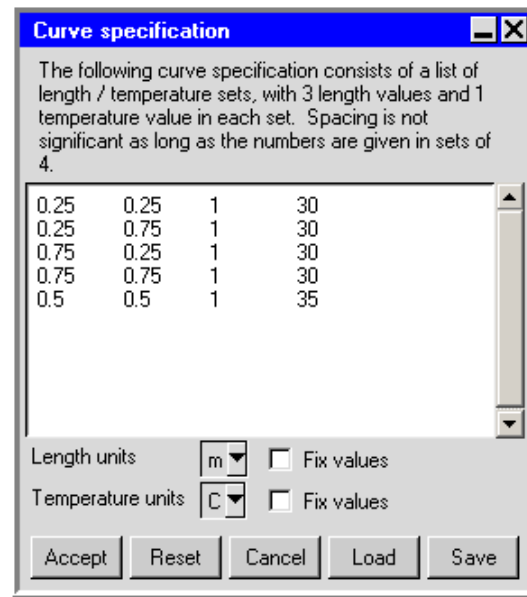 Curve specification
The following curve specification consists of a list of
length / temperature sets, with 3 length values and 1
temperature value in each set. Spacing is not
significant as long as the numbers are given in sets of
4.
0.25 0.25 1 30
0.25 0.75 1 30
0.75 0.25 1 30
0.75 0.75 1 30
0.5 0.5 1 35
Length units m Fix values
Temperature units C Fix values
Accept Reset Cancel Load Save